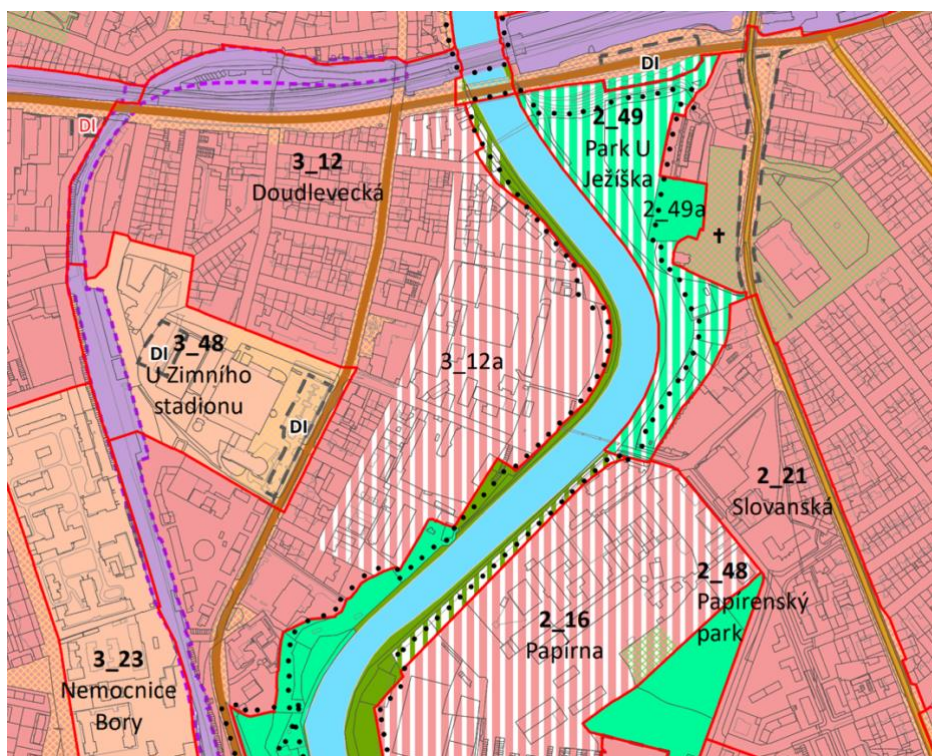 DI
DI
2_49
Park U
Ježíška
3_12
Doudlevecká
2_49a
3_48
DI
U Zimního
stadionu
3_12a
DI
2_21
Slovanská
2_48
Papírenský
park
2_16
Papírna
3_23
Nemocnice
Bory